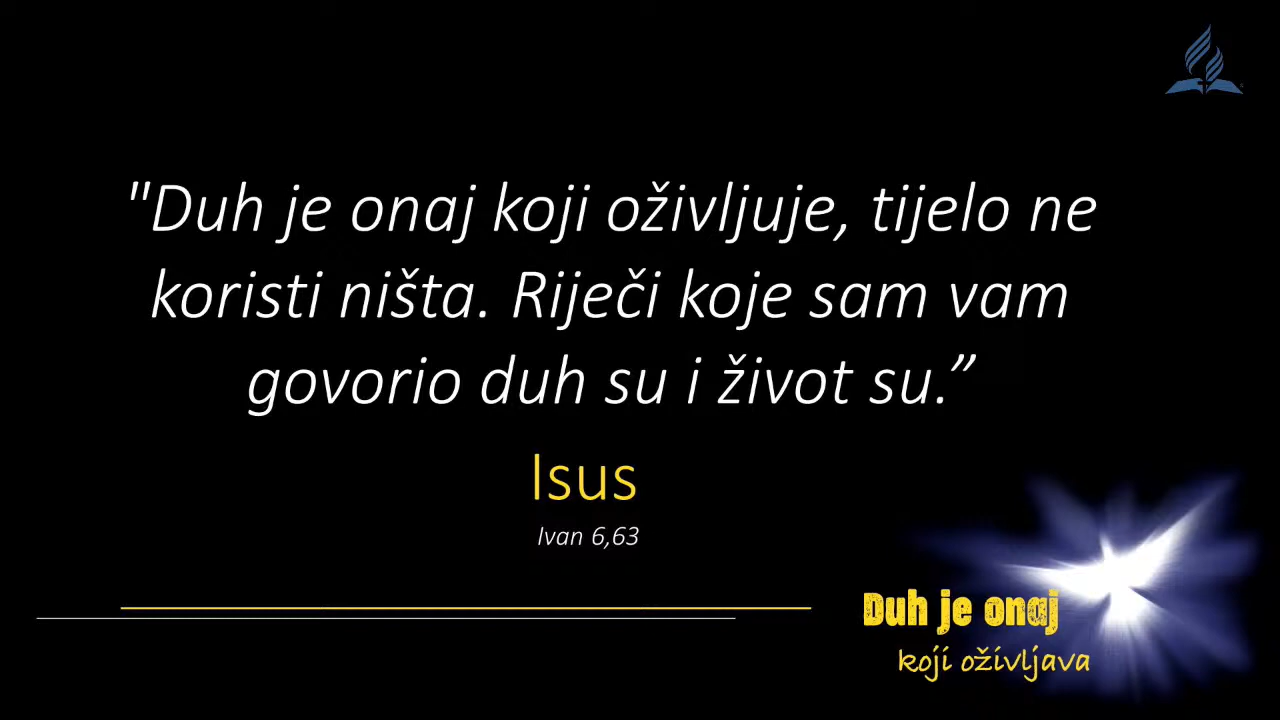 "Duh je onaj koji oživljuje, tijelo ne
koristi ništa. Riječi koje sam vam
govorio duh su i život su.”
Isus
Ivan 6,63
Duh je onaj
koji oživljava